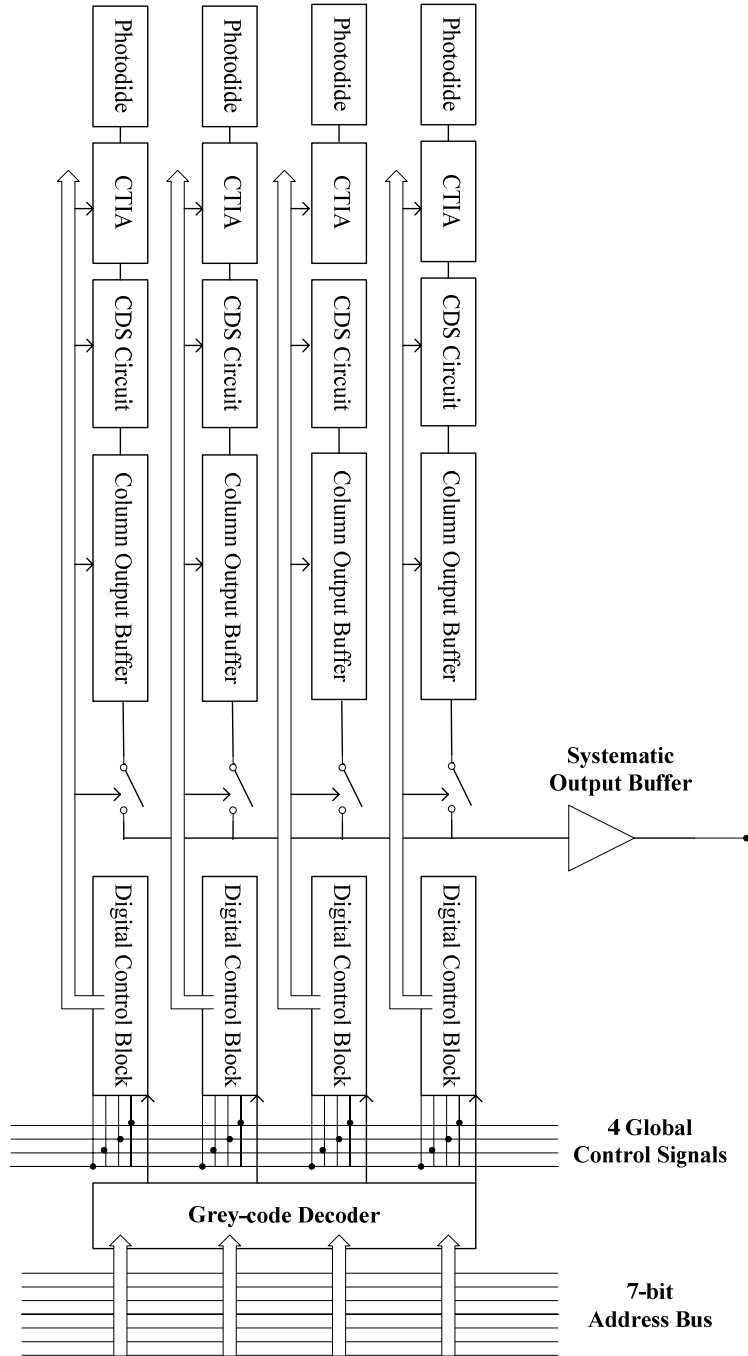 Photodide
Photodide
Photodide
Photodide
CTIA
CTIA
CTIA
CTIA
CDS Circuit
CDS Circuit
CDS Circuit
CDS Circuit
Column Output Buffer
Column Output Buffer
Column Output Buffer
Column Output Buffer
Systematic
Output Buffer
Digital Control Block
Digital Control Block
Digital Control Block
Digital Control Block
4 Global
Control Signals
Grey-code Decoder
7-bit
Address Bus